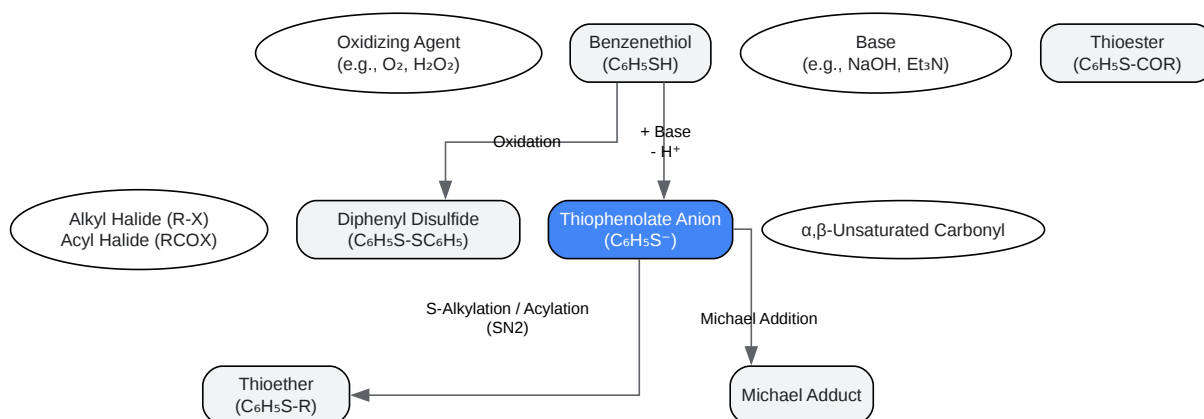 Oxidizing Agent
(e.g., O₂, H₂O₂)
Benzenethiol
(C₆H₅SH)
Base
(e.g., NaOH, Et₃N)
Thioester
(C₆H₅S-COR)
Oxidation
+ Base
- H⁺
Alkyl Halide (R-X)
Acyl Halide (RCOX)
Diphenyl Disulfide
(C₆H₅S-SC₆H₅)
Thiophenolate Anion
(C₆H₅S⁻)
α,β-Unsaturated Carbonyl
S-Alkylation / Acylation
(SN2)
Michael Addition
Thioether
(C₆H₅S-R)
Michael Adduct